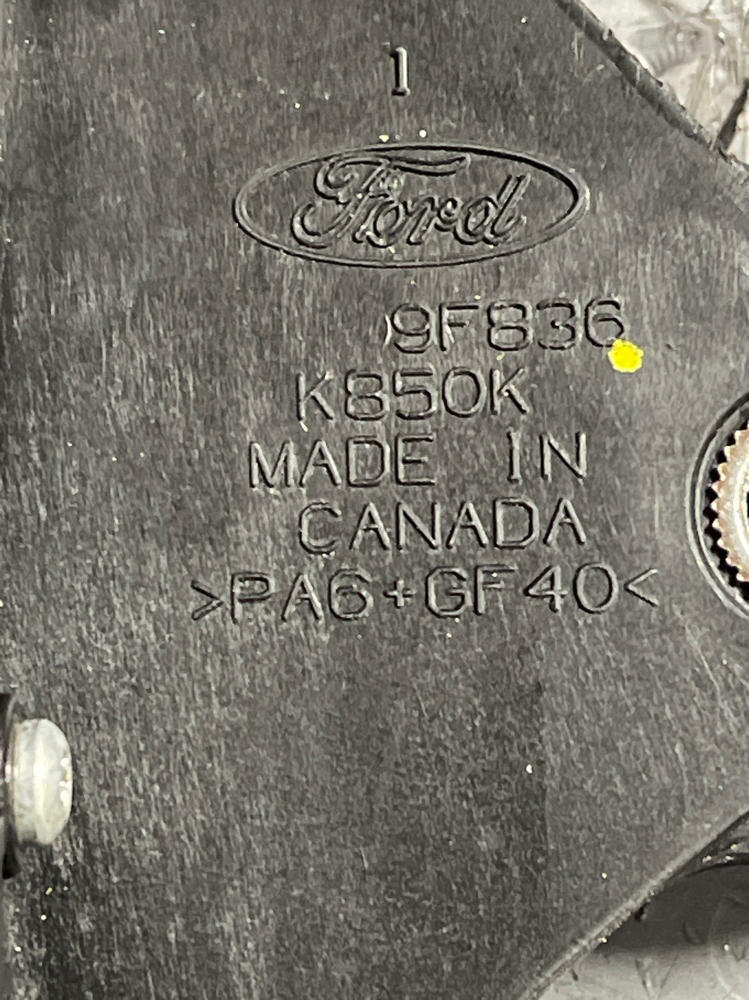 1
Ford
9F836
K850K
MADE IN
CANADA
>PA6+GF40<